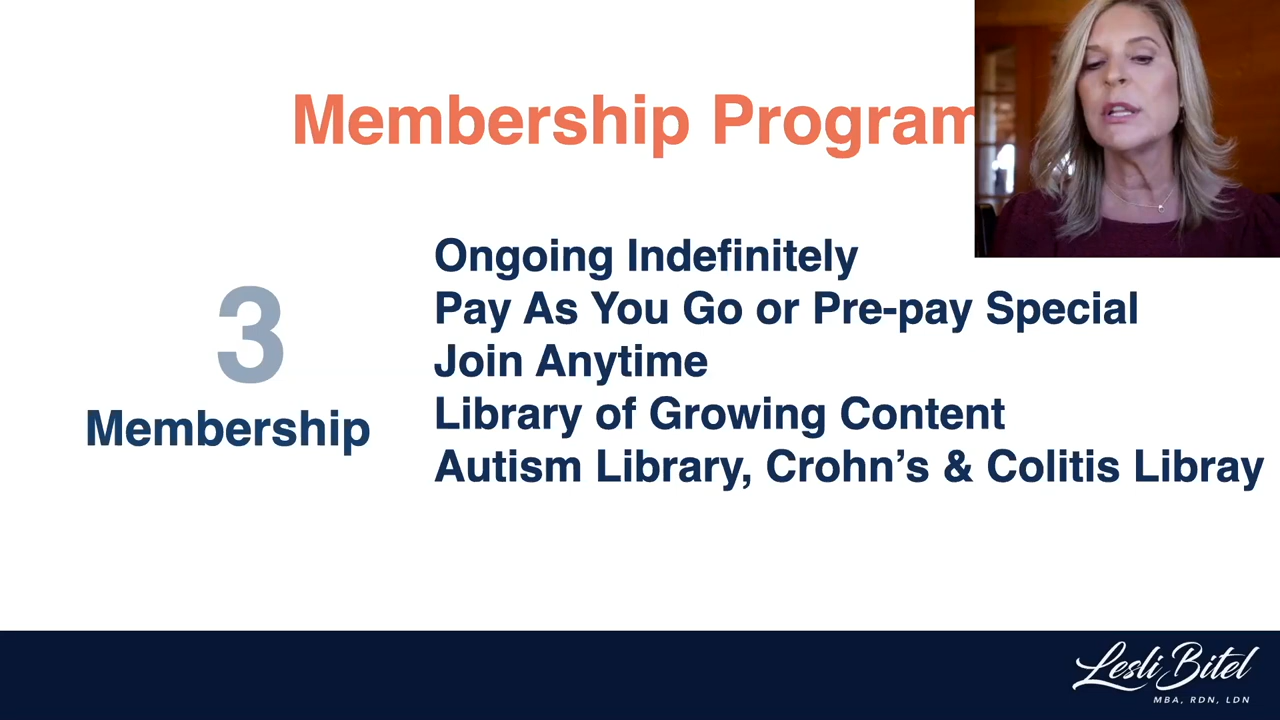 Membership Program
Ongoing Indefinitely
Pay As You Go or Pre-pay Special
Join Anytime
Library of Growing Content
Autism Library, Crohn’s & Colitis Libray
3
Membership
Lesli Bitel
MBA, RDN, LDN